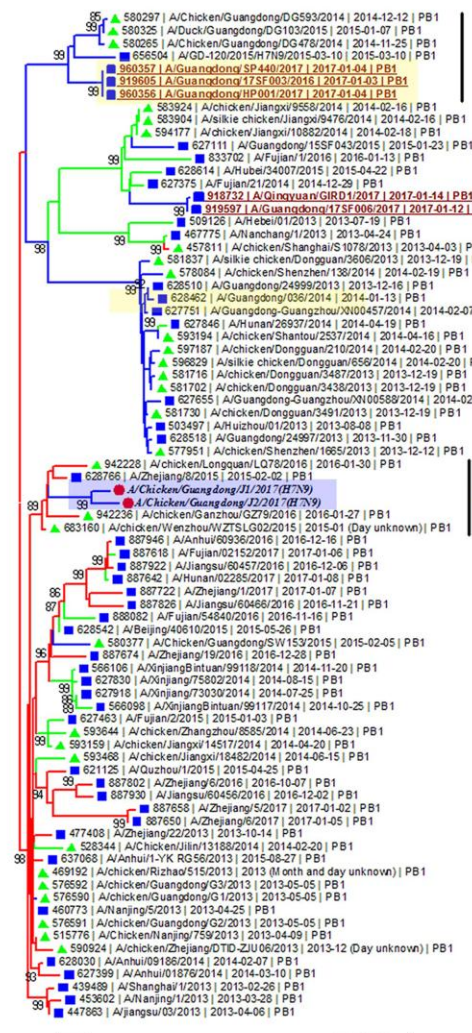 85
580297 | A/Chicken/Guangdong/DG593/2014 | 2014-12-12 | PB1
580325 | A/Duck/Guangdong/DG103/2015 | 2015-01-07 | PB1
99
580265 | A/Chicken/Guangdong/DG478/2014 | 2014-11-25 | PB1
656504 | A/GD-120/2015/H7N9/2015-03-10 | 2015-03-10 | PB1
960357 | A/Guangdong/SP440/2017 | 2017-01-04 | PB1
99 919605 | A/Guangdong/17SF003/2016 | 2017-01-03 | PB1
960356 | A/Guangdong/HP001/2017 | 2017-01-04 | PB1
583924 | A/chicken/Jiangxi/9558/2014 | 2014-02-16 | PB1
583904 | A/silkie chicken/Jiangxi/9476/2014 | 2014-02-16 | PB1
594177 | A/chicken/Jiangxi/10882/2014 | 2014-02-18 | PB1
99
627111 | A/Guangdong/15SF043/2015 | 2015-01-23 | PB1
833702 | A/Fujian/1/2016 | 2016-01-13 | PB1
628614 | A/Hubei/34007/2015 | 2015-04-22 | PB1
627375 | A/Fujian/21/2014 | 2014-12-29 | PB1
918732 | A/Qingyuan/GIRD1/2017 | 2017-01-14 | PB1
99 919597 | A/Guangdong/17SF006/2017 | 2017-01-12 |
509126 | A/Hebei/01/2013 | 2013-07-19 | PB1
98
467775 | A/Nanchang/1/2013 | 2013-04-24 | PB1
99 457811 | A/chicken/Shanghai/S1078/2013 | 2013-04-03 |
581837 | A/silkie chicken/Dongguan/3606/2013 | 2013-12-19 |
578084 | A/chicken/Shenzhen/138/2014 | 2014-02-19 | PB1
628510 | A/Guangdong/24999/2013 | 2013-12-16 | PB1
628462 | A/Guangdong/036/2014 | 2014-01-13 | PB1
627751 | A/Guangdong-Guangzhou/XN00457/2014 | 2014-02-07
627846 | A/Hunan/26937/2014 | 2014-04-19 | PB1
99 593194 | A/chicken/Shantou/2537/2014 | 2014-04-16 | PB1
597187 | A/chicken/Dongguan/210/2014 | 2014-02-20 | PB1
596829 | A/silkie chicken/Dongguan/656/2014 | 2014-02-20 |
99 581716 | A/chicken/Dongguan/3487/2013 | 2013-12-19 | PB1
581702 | A/chicken/Dongguan/3438/2013 | 2013-12-19 | PB1
627655 | A/Guangdong-Guangzhou/XN00588/2014 | 2014-02
581730 | A/chicken/Dongguan/3491/2013 | 2013-12-19 | PB1
503497 | A/Huizhou/01/2013 | 2013-08-08 | PB1
628518 | A/Guangdong/24997/2013 | 2013-11-30 | PB1
577951 | A/chicken/Shenzhen/1665/2013 | 2013-12-12 | PB1
942228 | A/chicken/Longquan/LQ78/2016 | 2016-01-30 | PB1
628766 | A/Zhejiang/8/2015 | 2015-02-02 | PB1
A/Chicken/Guangdong/J1/2017(H7N9)
99 A/Chicken/Guangdong/J2/2017(H7N9)
89
942236 | A/chicken/Ganzhou/GZ79/2016 | 2016-01-27 | PB1
683160 | A/chicken/Wenzhou/WZTSLG02/2015 | 2015-01 (Day unknown) | PB1
887946 | A/Anhui/60936/2016 | 2016-12-16 | PB1
887618 | A/Fujian/02152/2017 | 2017-01-06 | PB1
887922 | A/Jiangsu/60457/2016 | 2016-12-06 | PB1
99
887642 | A/Hunan/02285/2017 | 2017-01-08 | PB1
887722 | A/Zhejiang/1/2017 | 2017-01-07 | PB1
86
887826 | A/Jiangsu/60466/2016 | 2016-11-21 | PB1
87
888082 | A/Fujian/54840/2016 | 2016-11-16 | PB1
628542 | A/Beijing/40610/2015 | 2015-05-26 | PB1
580377 | A/Chicken/Guangdong/SW153/2015 | 2015-02-05 | PB1
96
887674 | A/Zhejiang/19/2016 | 2016-12-28 | PB1
566106 | A/XinjiangBintuan/99118/2014 | 2014-11-20 | PB1
627830 | A/Xinjiang/75802/2014 | 2014-08-15 | PB1
627918 | A/Xinjiang/73030/2014 | 2014-07-25 | PB1
566098 | A/XinjiangBintuan/99117/2014 | 2014-10-25 | PB1
627463 | A/Fujian/2/2015 | 2015-01-03 | PB1
593644 | A/chicken/Zhangzhou/8585/2014 | 2014-06-23 | PB1
99 593159 | A/chicken/Jiangxi/14517/2014 | 2014-04-20 | PB1
593468 | A/chicken/Jiangxi/18482/2014 | 2014-06-15 | PB1
621125 | A/Quzhou/1/2015 | 2015-04-25 | PB1
99
887802 | A/Zhejiang/6/2016 | 2016-10-07 | PB1
887930 | A/Jiangsu/60456/2016 | 2016-12-02 | PB1
887658 | A/Zhejiang/5/2017 | 2017-01-02 | PB1
99 887650 | A/Zhejiang/6/2017 | 2017-01-05 | PB1
477408 | A/Zhejiang/22/2013 | 2013-10-14 | PB1
528344 | A/chicken/Jilin/13188/2014 | 2014-02-20 | PB1
98
637068 | A/Anhui/1-YK RG56/2013 | 2015-08-27 | PB1
469192 | A/chicken/Rizhao/515/2013 | 2013 (Month and day unknown) | PB1
576592 | A/chicken/Guangdong/G3/2013 | 2013-05-05 | PB1
576590 | A/chicken/Guangdong/G1/2013 | 2013-05-05 | PB1
460773 | A/Nanjing/5/2013 | 2013-04-25 | PB1
576591 | A/chicken/Guangdong/G2/2013 | 2013-05-05 | PB1
515776 | A/Chicken/Nanjing/759/2013 | 2013-04-09 | PB1
590924 | A/chicken/Zhejiang/DTID-ZJU06/2013 | 2013-12 (Day unknown) | PB1
628030 | A/Anhui/09186/2014 | 2014-02-07 | PB1
627399 | A/Anhui/01876/2014 | 2014-03-10 | PB1
439489 | A/Shanghai/1/2013 | 2013-02-26 | PB1
453602 | A/Nanjing/1/2013 | 2013-03-28 | PB1
447863 | A/jiangsu/03/2013 | 2013-04-06 | PB1